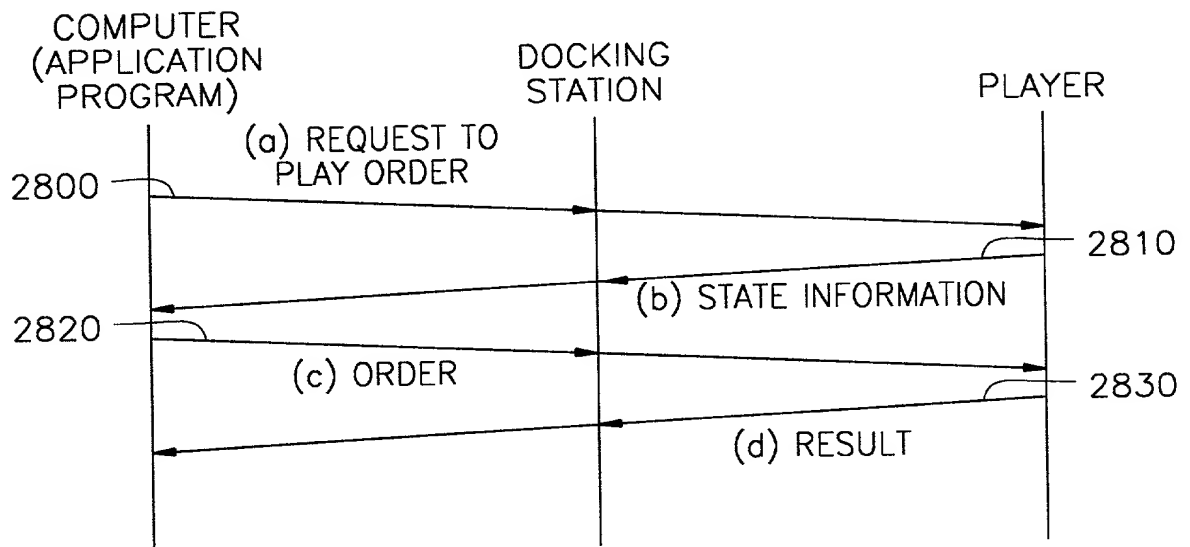 COMPUTER
(APPLICATION
PROGRAM)
DOCKING
STATION
PLAYER
(a) REQUEST TO
PLAY ORDER
2800
2810
(b) STATE INFORMATION
2820
(c) ORDER
2830
(d) RESULT